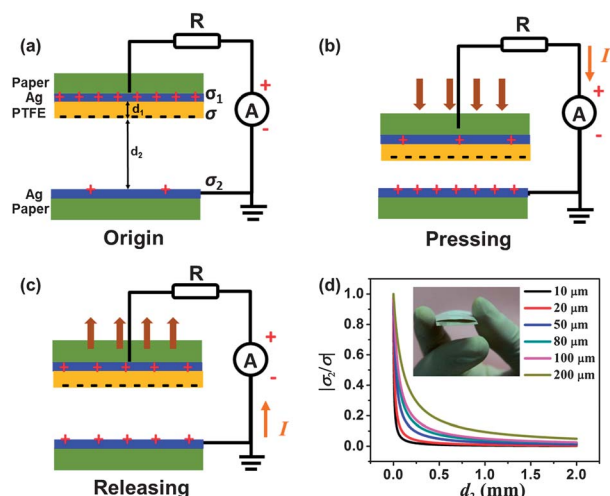 (a)
R
Paper
Ag
PTFE
σ₁
σ
d₁
d₂
A
+
-
Ag
Paper
σ₂
Origin
(b)
R
I
+
A
-
Pressing
(c)
R
+
A
-
I
Releasing
(d)
10 μm
20 μm
50 μm
80 μm
100 μm
200 μm
|σ₂/σ|
1.0
0.8
0.6
0.4
0.2
0.0
0.0 0.5 1.0 1.5 2.0
d₂ (mm)